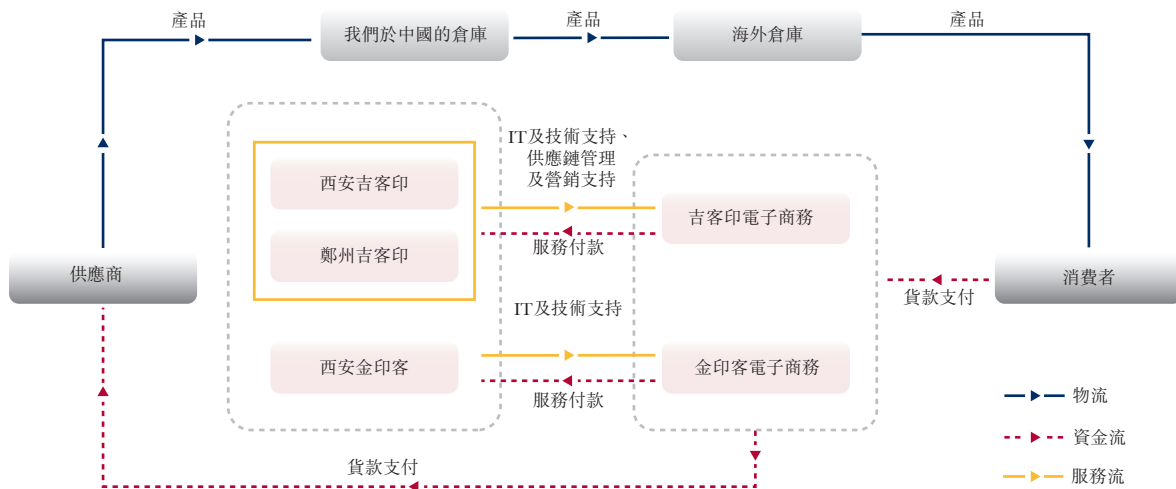 產品
產品
產品
我們於中國的倉庫
海外倉庫
IT及技術支持、
供應鏈管理
及營銷支持
西安吉客印
吉客印電子商務
服務付款
鄭州吉客印
供應商
消費者
貨款支付
IT及技術支持
西安金印客
金印客電子商務
服務付款
物流
資金流
貨款支付
服務流